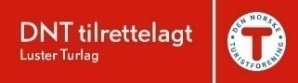 DNT tilrettelagt
Luster Turlag
DEN NORSKE
TURISTFORENING
T